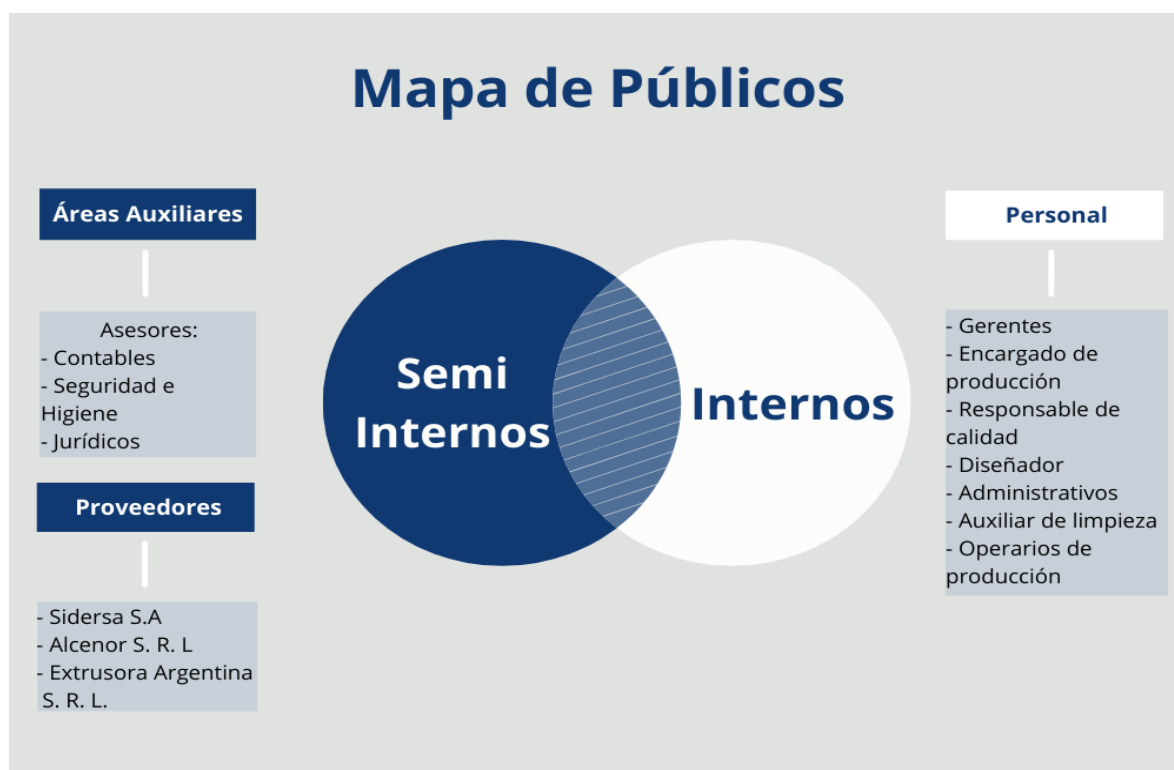 Mapa de Públicos
Áreas Auxiliares
Asesores:
- Contables
- Seguridad e
Higiene
- Jurídicos
Proveedores
- Sidersa S.A
- Alcenor S. R. L
- Extrusora Argentina
S. R. L.
Semi
Internos
Internos
Personal
- Gerentes
- Encargado de
producción
- Responsable de
calidad
- Diseñador
- Administrativos
- Auxiliar de limpieza
- Operarios de
producción